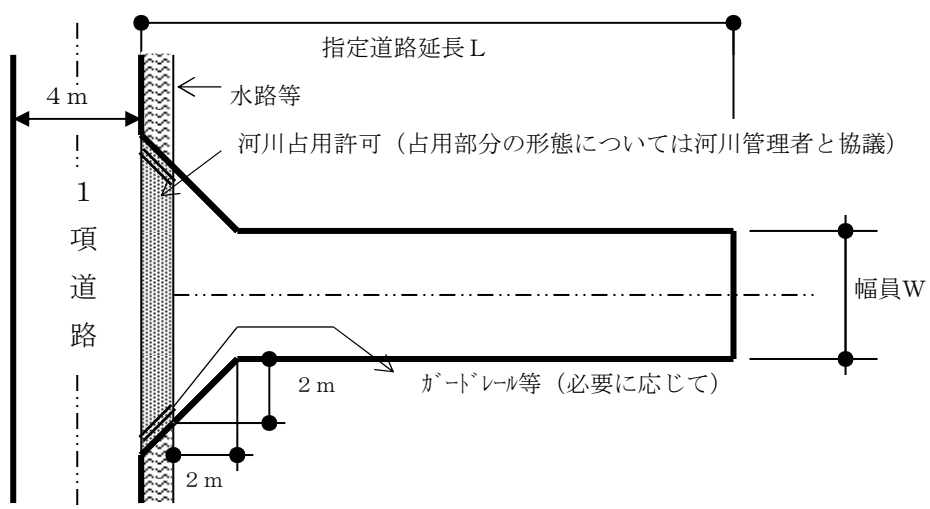 指定道路延長Ｌ
水路等
４ｍ
河川占用許可（占用部分の形態については河川管理者と協議）
１項道路
幅員Ｗ
２ｍ
ｶﾞｰﾄﾞﾚｰﾙ等（必要に応じて）
２ｍ